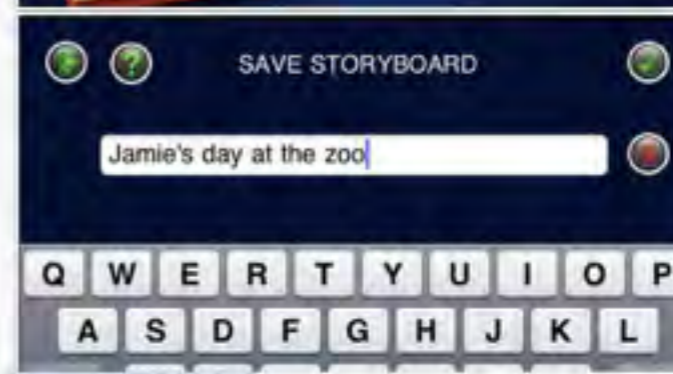 ?
SAVE STORYBOARD
Jamie's day at the zoo
Q W E R T Y U I O P
A S D F G H J K L